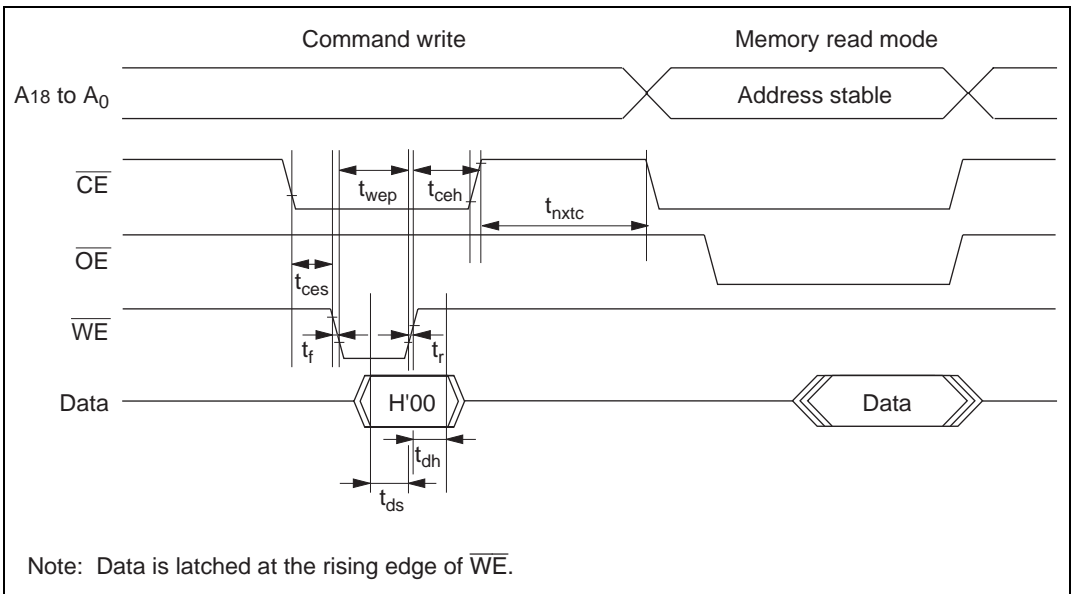 Command write Memory read mode
A18 to A0 Address stable
CE
twep tceh
tnxtc
OE
tces
WE
tf tr
Data H'00 Data
tdh
tds
Note: Data is latched at the rising edge of WE.